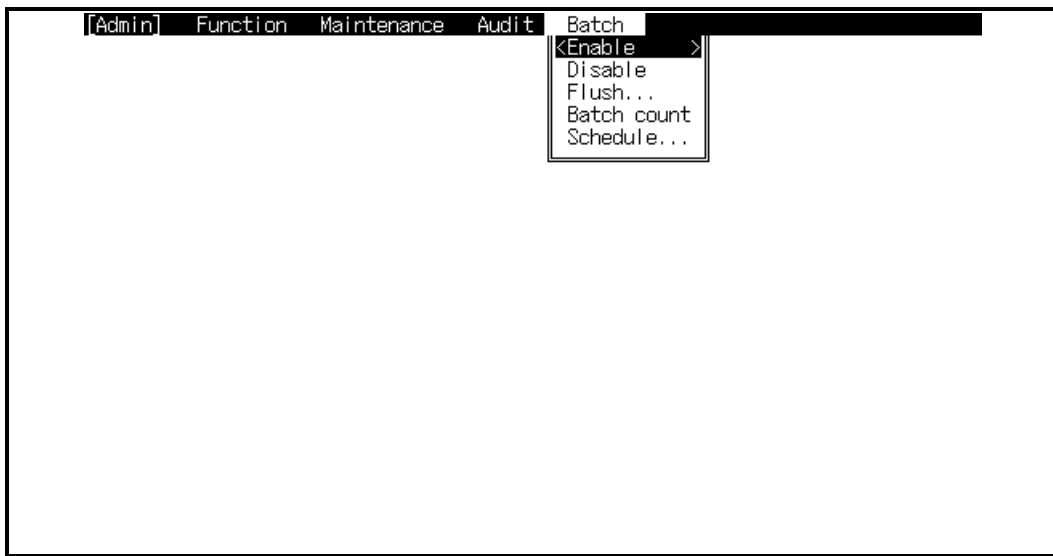 [Admin] Function Maintenance Audit Batch
<Enable >
Disable
Flush...
Batch count
Schedule...